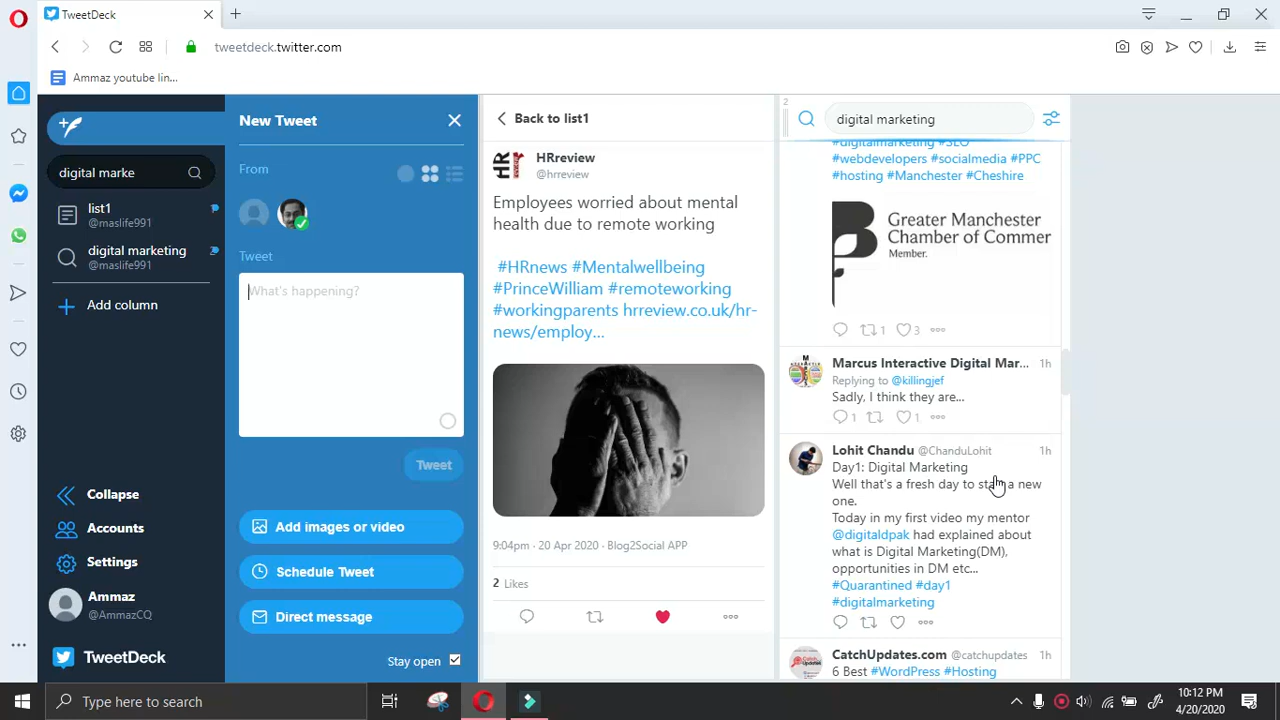 TweetDeck
tweetdeck.twitter.com
Ammaz youtube lin...
digital marke
list1
@maslife991
digital marketing
@maslife991
Add column
Collapse
Accounts
Settings
Ammaz
@AmmazCQ
TweetDeck
New Tweet
From
Tweet
What's happening?
Tweet
Add images or video
Schedule Tweet
Direct message
Stay open
Back to list1
HR
HRreview
@hrreview
Employees worried about mental
health due to remote working
#HRnews #Mentalwellbeing
#PrinceWilliam #remoteworking
#workingparents hrreview.co.uk/hr-
news/employ...
9:04pm · 20 Apr 2020 · Blog2Social APP
2 Likes
2
digital marketing
#digitalmarketing #SEO
#webdevelopers #socialmedia #PPC
#hosting #Manchester #Cheshire
Greater Manchester
Chamber of Commer
Member.
1 3
Marcus Interactive Digital Mar... 1h
Replying to @killingjef
Sadly, I think they are...
1 1
Lohit Chandu @ChanduLohit 1h
Day1: Digital Marketing
Well that's a fresh day to start a new
one.
Today in my first video my mentor
@digitaldpak had explained about
what is Digital Marketing(DM),
opportunities in DM etc...
#Quarantined #day1
#digitalmarketing
CatchUpdates.com @catchupdates 1h
6 Best #WordPress #Hosting
Type here to search
10:12 PM
4/20/2020